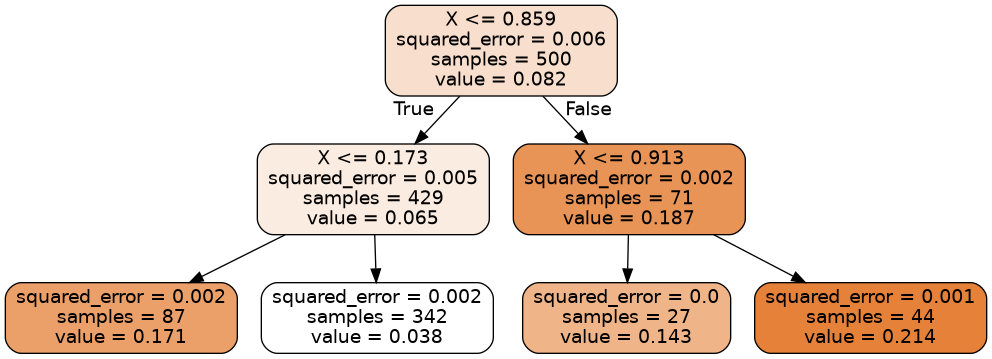 X <= 0.859
squared_error = 0.006
samples = 500
value = 0.082
True
False
X <= 0.173
squared_error = 0.005
samples = 429
value = 0.065
X <= 0.913
squared_error = 0.002
samples = 71
value = 0.187
squared_error = 0.002
samples = 87
value = 0.171
squared_error = 0.002
samples = 342
value = 0.038
squared_error = 0.0
samples = 27
value = 0.143
squared_error = 0.001
samples = 44
value = 0.214